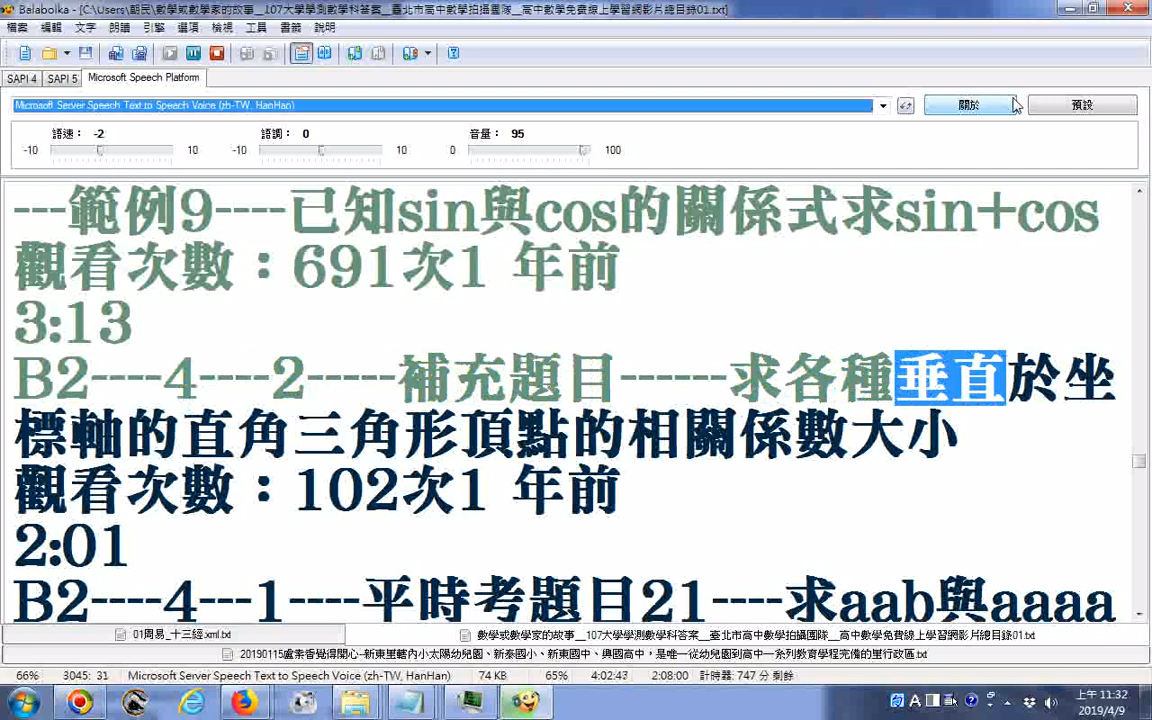 Balabolka - [C:\Users\朝民\數學或數學家的故事__107大學學測數學科答案__臺北市高中數學拍攝團隊__高中數學免費線上學習網影片總目錄01.txt]
檔案 編輯 文字 朗讀 引擎 選項 檢視 工具 書籤 說明
SAPI 4 SAPI 5 Microsoft Speech Platform
Microsoft Server Speech Text to Speech Voice (zh-TW, HanHan) 關於 預設
語速： -2 語調： 0 音量： 95
-10 10 -10 10 0 100
---範例9----已知sin與cos的關係式求sin+cos
觀看次數：691次1 年前
3:13
B2----4----2-----補充題目------求各種垂直於坐
標軸的直角三角形頂點的相關係數大小
觀看次數：102次1 年前
2:01
B2----4---1----平時考題目21----求aab與aaaa
01周易_十三經.xml.txt 數學或數學家的故事__107大學學測數學科答案__臺北市高中數學拍攝團隊__高中數學免費線上學習網影片總目錄01.txt
20190115盧素香覺得開心-新東里轄內小太陽幼兒園、新泰國小、新東國中、興國高中，是唯一從幼兒園到高中一系列教育學程完備的里行政區.txt
66% 3045: 31 Microsoft Server Speech Text to Speech Voice (zh-TW, HanHan) 74 KB 65% 4:02:43 2:08:00 計時器: 747 分 剩餘
上午 11:32
2019/4/9